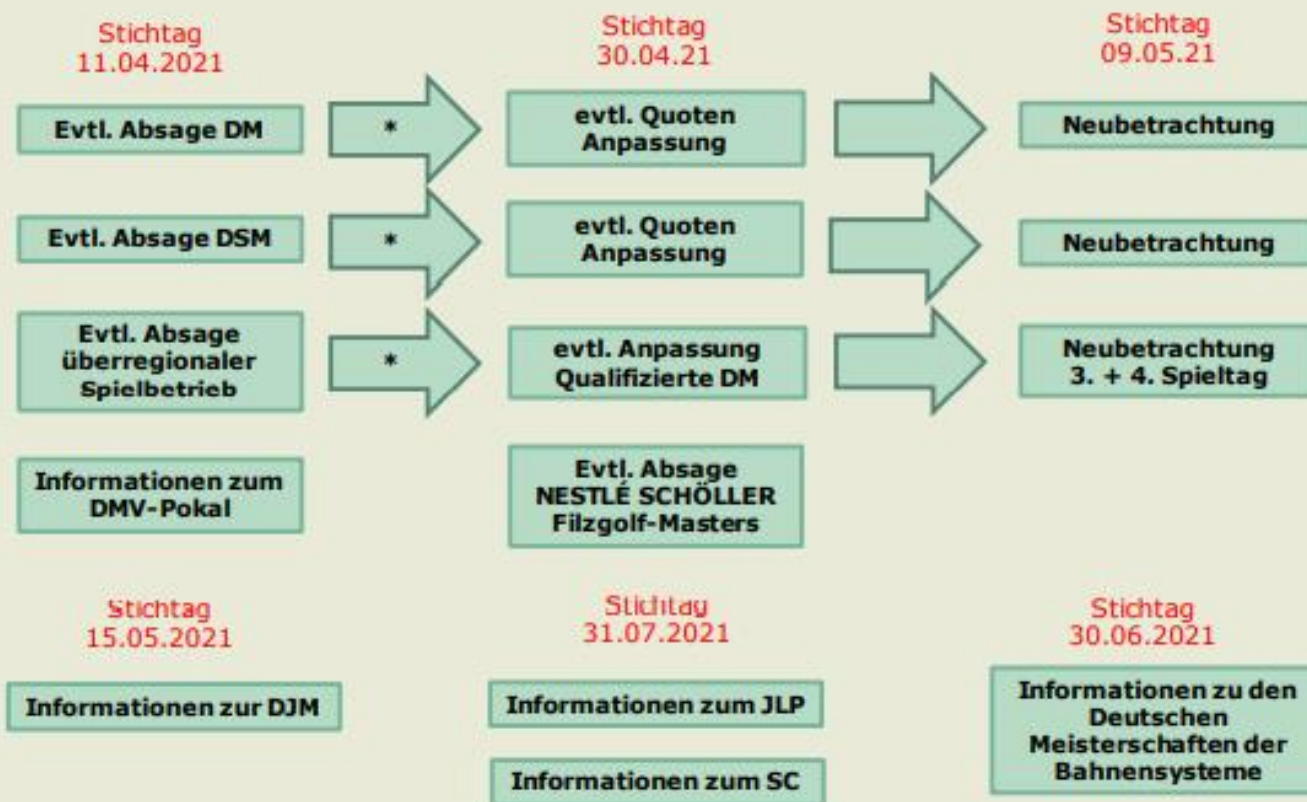 Stichtag
11.04.2021
Stichtag
30.04.21
Stichtag
09.05.21
Evtl. Absage DM
*
evtl. Quoten
Anpassung
Neubetrachtung
Evtl. Absage DSM
*
evtl. Quoten
Anpassung
Neubetrachtung
Evtl. Absage
überregionaler
Spielbetrieb
*
evtl. Anpassung
Qualifizierte DM
Neubetrachtung
3. + 4. Spieltag
Informationen zum
DMV-Pokal
Evtl. Absage
NESTLÉ SCHÖLLER
Filzgolf-Masters
Stichtag
15.05.2021
Stichtag
31.07.2021
Stichtag
30.06.2021
Informationen zur DJM
Informationen zum JLP
Informationen zum SC
Informationen zu den
Deutschen
Meisterschaften der
Bahnensysteme